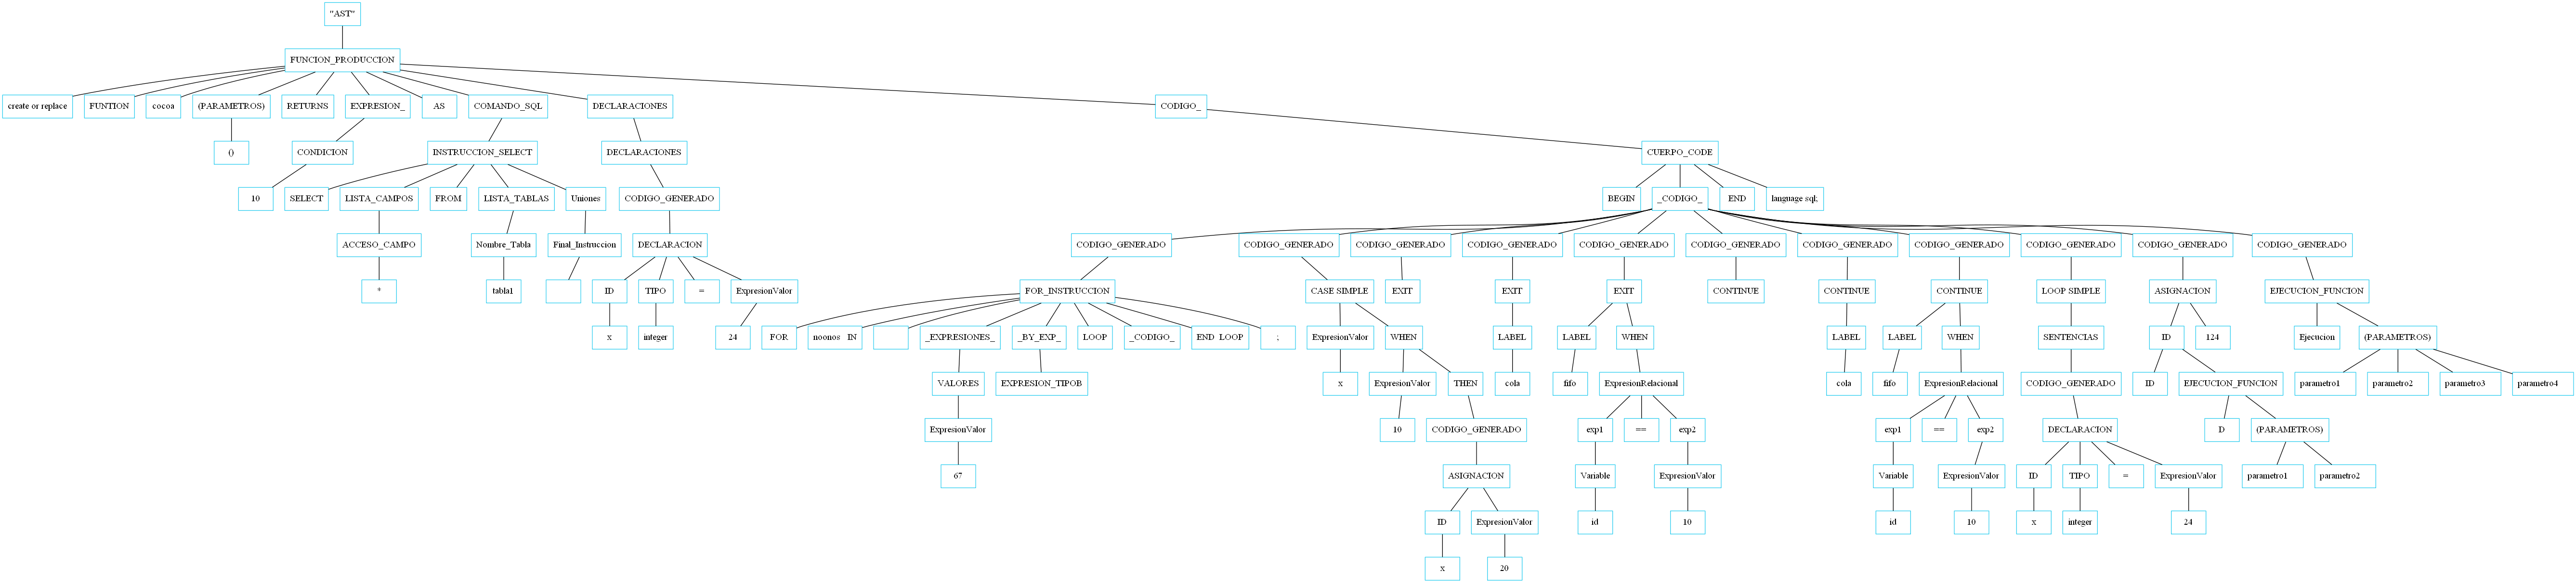 "AST"
FUNCION_PRODUCCION
create or replace FUNTION cocoa (PARAMETROS) RETURNS EXPRESION_ AS COMANDO_SQL DECLARACIONES CODIGO_
() CONDICION INSTRUCCION_SELECT DECLARACIONES CUERPO_CODE
10 SELECT LISTA_CAMPOS FROM LISTA_TABLAS Uniones CODIGO_GENERADO BEGIN _CODIGO_ END language sql;
ACCESO_CAMPO Nombre_Tabla Final_Instruccion DECLARACION CODIGO_GENERADO CODIGO_GENERADO CODIGO_GENERADO CODIGO_GENERADO CODIGO_GENERADO CODIGO_GENERADO CODIGO_GENERADO CODIGO_GENERADO CODIGO_GENERADO CODIGO_GENERADO CODIGO_GENERADO
* tabla1 ID TIPO = ExpresionValor FOR_INSTRUCCION CASE SIMPLE EXIT EXIT EXIT CONTINUE CONTINUE CONTINUE LOOP SIMPLE ASIGNACION EJECUCION_FUNCION
x integer 24 FOR noonos IN _EXPRESIONES_ _BY_EXP_ LOOP _CODIGO_ END LOOP ; ExpresionValor WHEN LABEL LABEL WHEN LABEL LABEL WHEN SENTENCIAS ID 124 Ejecucion (PARAMETROS)
VALORES EXPRESION_TIPOB x ExpresionValor THEN cola fifo ExpresionRelacional cola fifo ExpresionRelacional CODIGO_GENERADO ID EJECUCION_FUNCION parametro1 parametro2 parametro3 parametro4
ExpresionValor 10 CODIGO_GENERADO exp1 == exp2 exp1 == exp2 DECLARACION D (PARAMETROS)
67 ASIGNACION Variable ExpresionValor Variable ExpresionValor ID TIPO = ExpresionValor parametro1 parametro2
ID ExpresionValor id 10 id 10 x integer 24
x 20